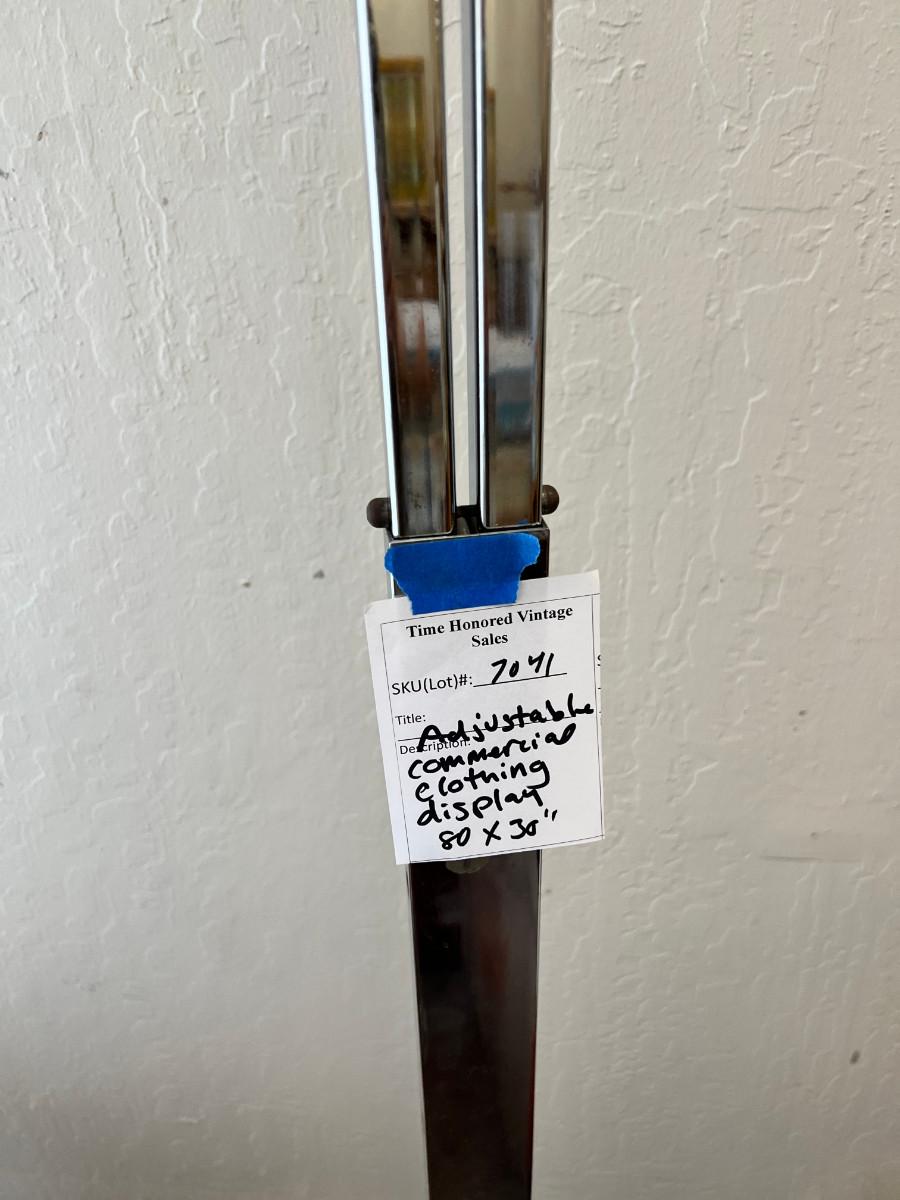 Time Honored Vintage
Sales
SKU(Lot)#: 7041
Title:
Adjustable
Description:
commercial
clothing
display
80 X 30"